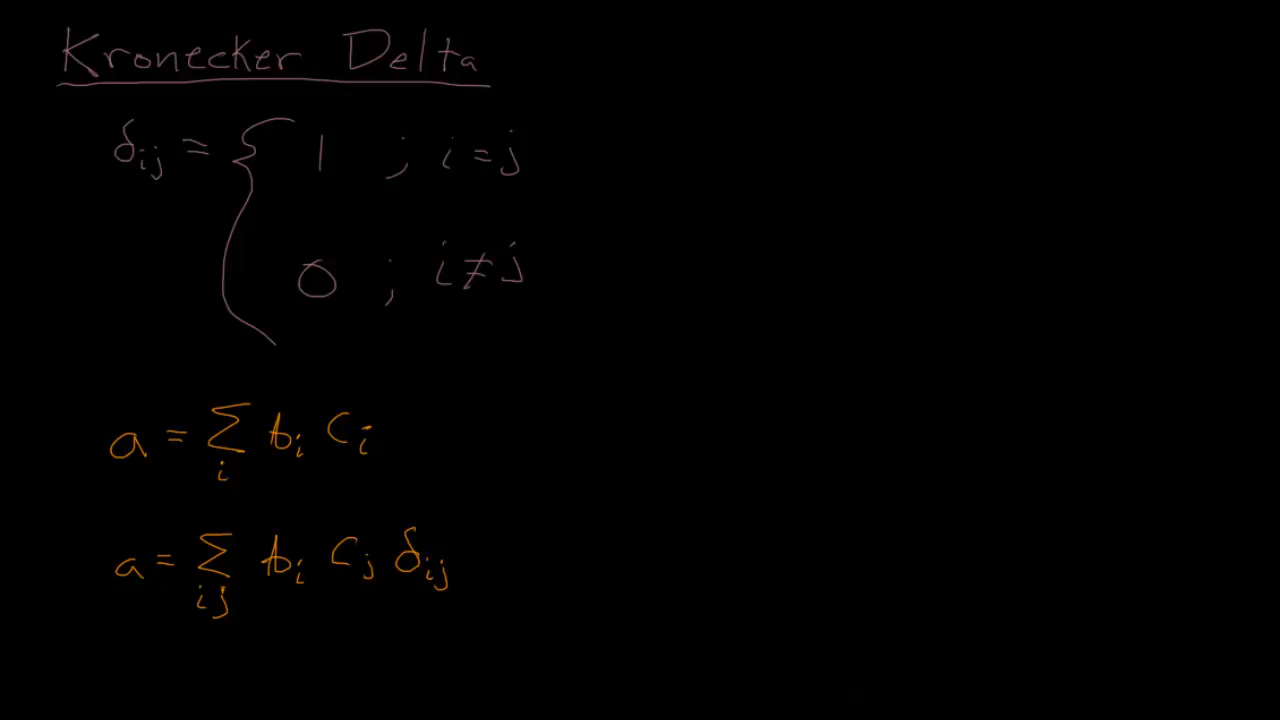 Kronecker Delta
δij = { 1 ; i = j
0 ; i ≠ j
a = Σi bi ci
a = Σij bi cj δij